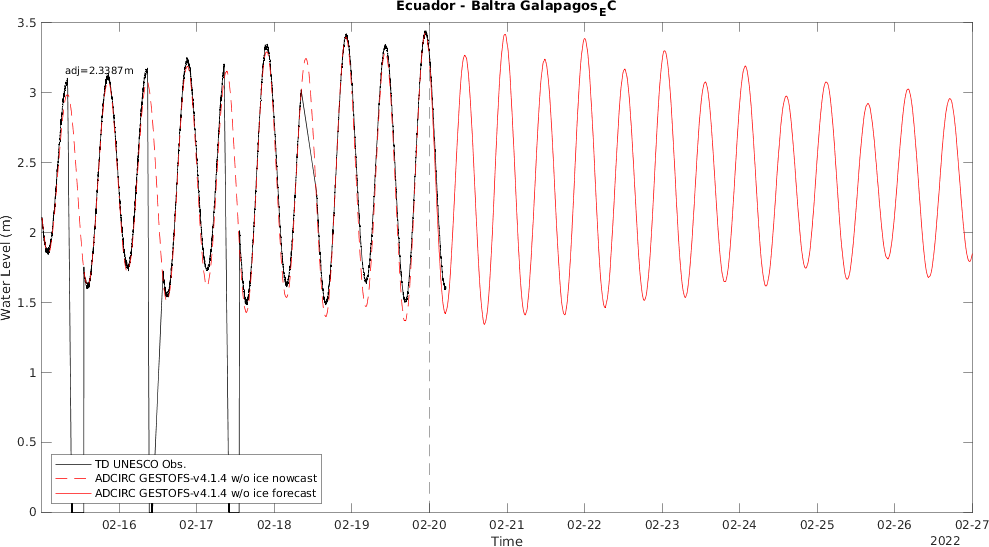 Ecuador - Baltra GalapagosEC
3.5
adj=2.3387m
3
2.5
2
Water Level (m)
1.5
1
0.5
TD UNESCO Obs.
ADCIRC GESTOFS-v4.1.4 w/o ice nowcast
ADCIRC GESTOFS-v4.1.4 w/o ice forecast
0
02-16 02-17 02-18 02-19 02-20 02-21 02-22 02-23 02-24 02-25 02-26 02-27
Time
2022